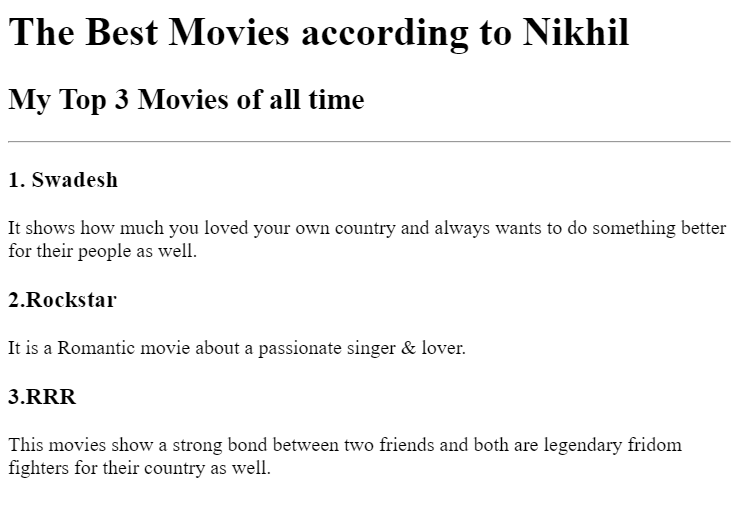 The Best Movies according to Nikhil
My Top 3 Movies of all time
1. Swadesh
It shows how much you loved your own country and always wants to do something better
for their people as well.
2.Rockstar
It is a Romantic movie about a passionate singer & lover.
3.RRR
This movies show a strong bond between two friends and both are legendary fridom
fighters for their country as well.